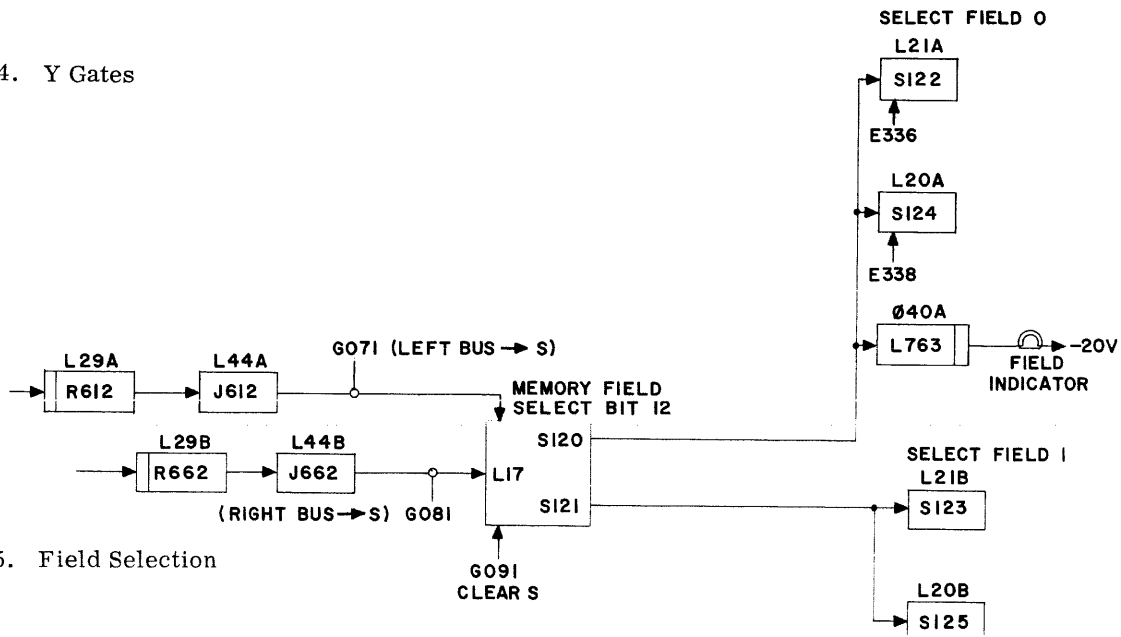 4. Y Gates
SELECT FIELD 0
L21A
S122
E336
L20A
S124
E338
Ø40A
L763
-20V
FIELD
INDICATOR
G071 (LEFT BUS → S)
L29A
R612
L44A
J612
MEMORY FIELD
SELECT BIT 12
S120
L17
S121
L29B
R662
L44B
J662
(RIGHT BUS → S) G081
G091
CLEAR S
SELECT FIELD 1
L21B
S123
L20B
S125
5. Field Selection